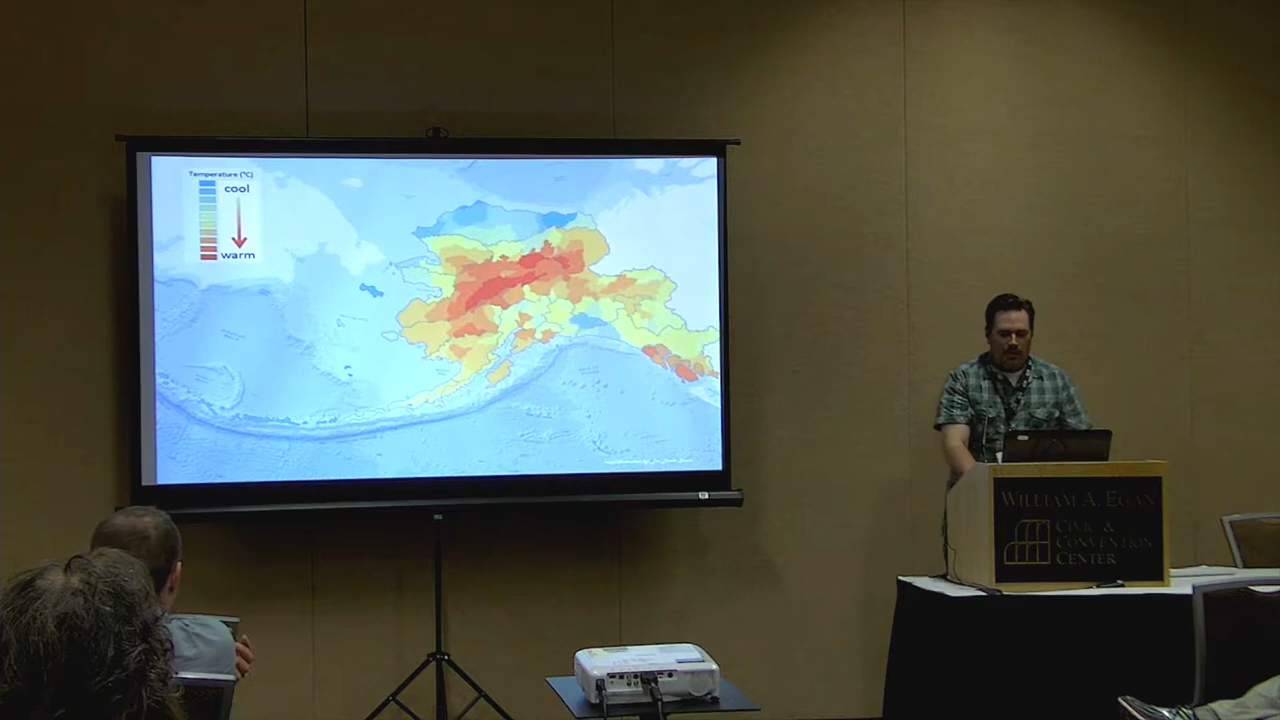 Temperature (°C)
cool
warm
WILLIAM A. EGAN
CIVIC &
CONVENTION
CENTER